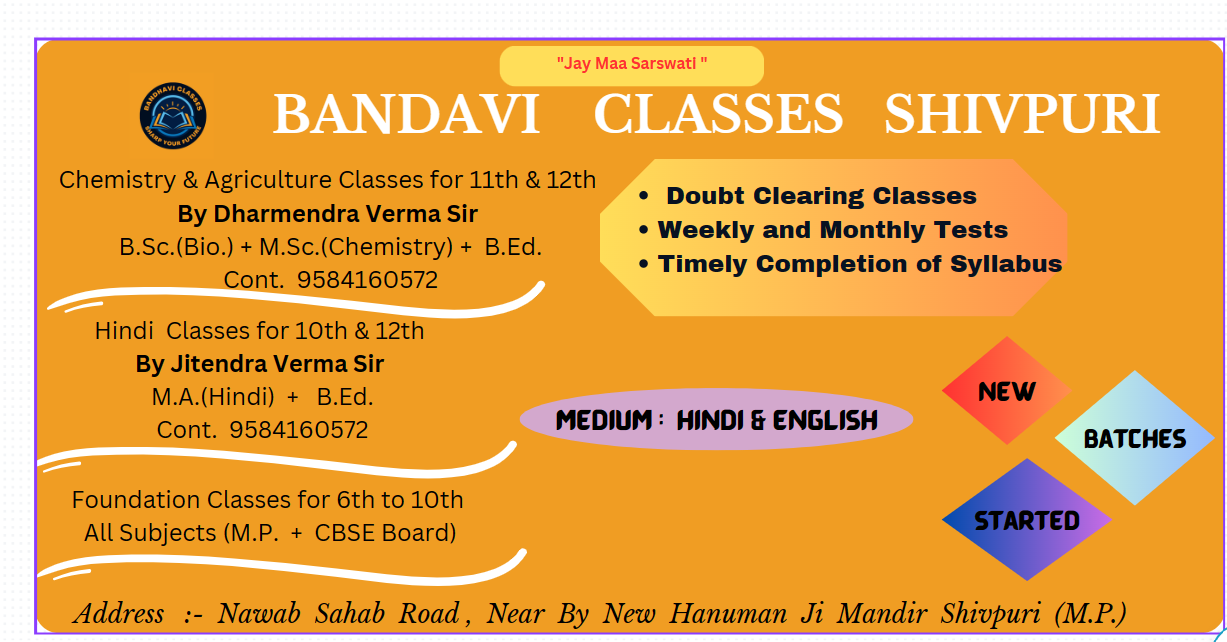 "Jay Maa Sarswati "
BANDHAVI CLASSES
SHARP YOUR FUTURE
BANDAVI CLASSES SHIVPURI
Chemistry & Agriculture Classes for 11th & 12th
By Dharmendra Verma Sir
B.Sc.(Bio.) + M.Sc.(Chemistry) + B.Ed.
Cont. 9584160572
Hindi Classes for 10th & 12th
By Jitendra Verma Sir
M.A.(Hindi) + B.Ed.
Cont. 9584160572
Foundation Classes for 6th to 10th
All Subjects (M.P. + CBSE Board)
• Doubt Clearing Classes
• Weekly and Monthly Tests
• Timely Completion of Syllabus
MEDIUM : HINDI & ENGLISH
NEW
BATCHES
STARTED
Address :- Nawab Sahab Road , Near By New Hanuman Ji Mandir Shivpuri (M.P.)